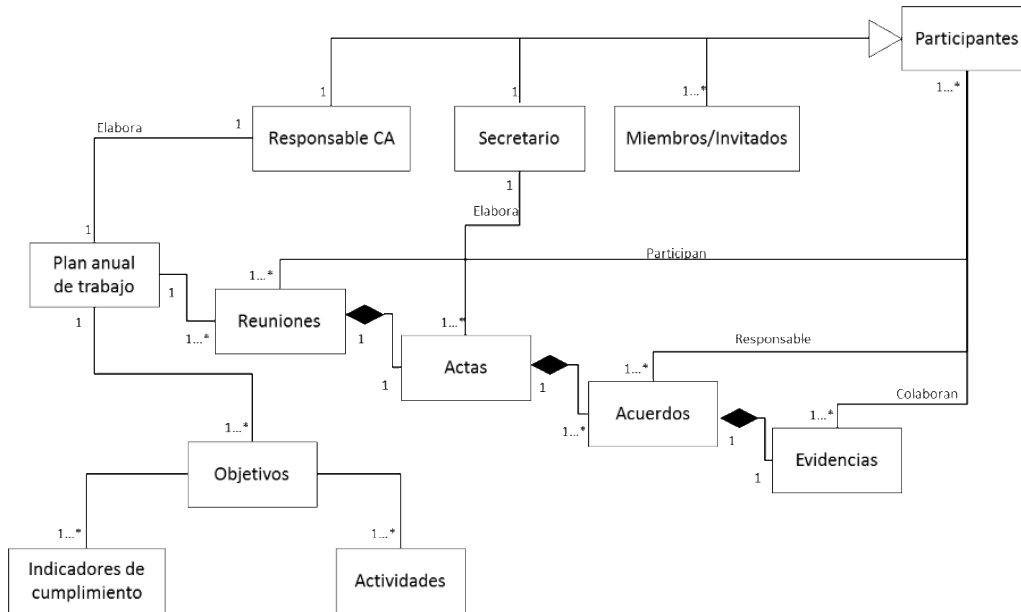 Participantes
1...*
1
1
1...*
Elabora
1
Responsable CA
Secretario
Miembros/Invitados
1
Elabora
1
Plan anual
de trabajo
Participan
1...*
1
1
1...*
Reuniones
1
1...*
Actas
1
1
Responsable
1...*
Acuerdos
1...*
Colaboran
1...*
1
1
Evidencias
1...*
Objetivos
1...*
1...*
Indicadores de
cumplimiento
Actividades